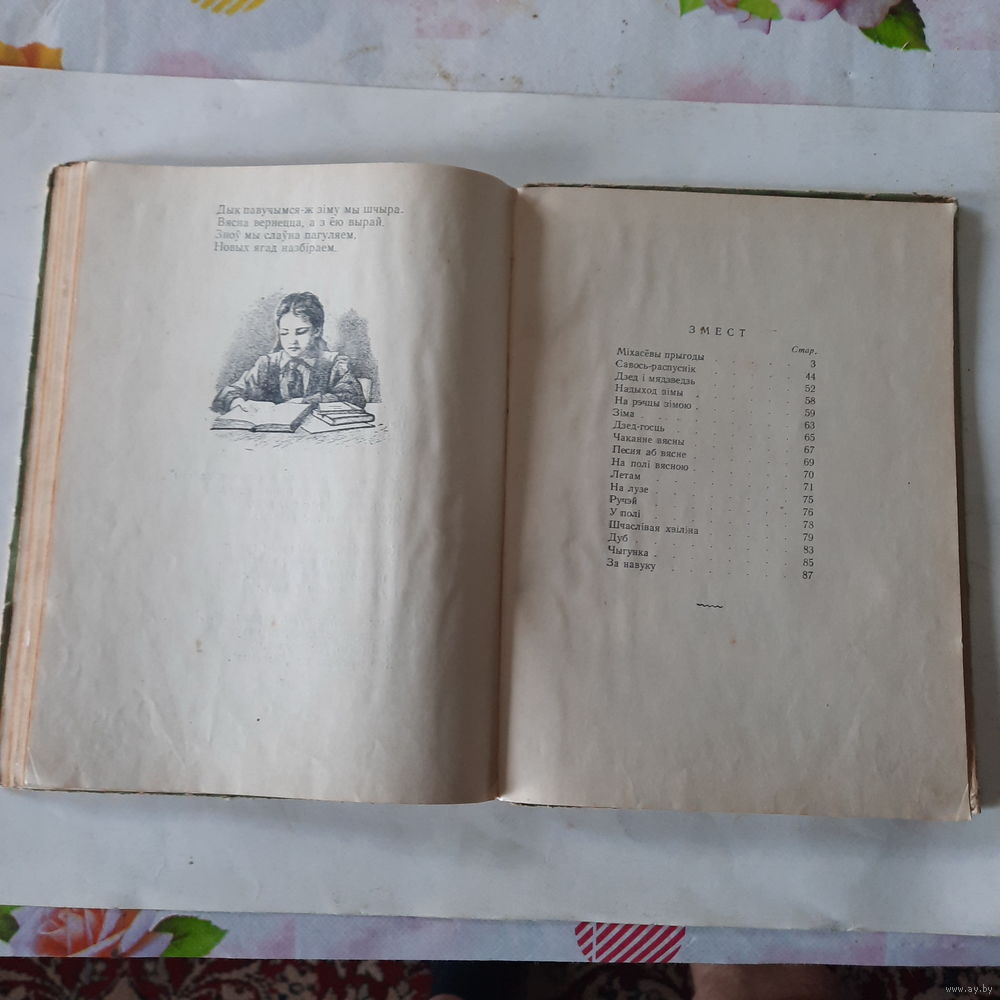 Дык павучымся-ж зіму мы шчыра.
Вясна вернецца, а з ёю вырай.
Зноў мы слаўна пагуляем,
Новых ягад назбіраем.
ЗМЕСТ
Стар.
Міхасёвы прыгоды . . . . . 3
Савось-распуснік . . . . . 44
Дзед і мядзведзь . . . . . 52
Надыход зімы . . . . . 58
На рэчцы зімою . . . . . 59
Зіма . . . . . 63
Дзед-госць . . . . . 65
Чаканне вясны . . . . . 67
Песня аб вясне . . . . . 69
На полі вясною . . . . . 70
Летам . . . . . 71
На лузе . . . . . 75
Ручэй . . . . . 76
У полі . . . . . 78
Шчаслівая хвіліна . . . . . 79
Дуб . . . . . 83
Чыгунка . . . . . 85
За навуку . . . . . 87
www.ay.by